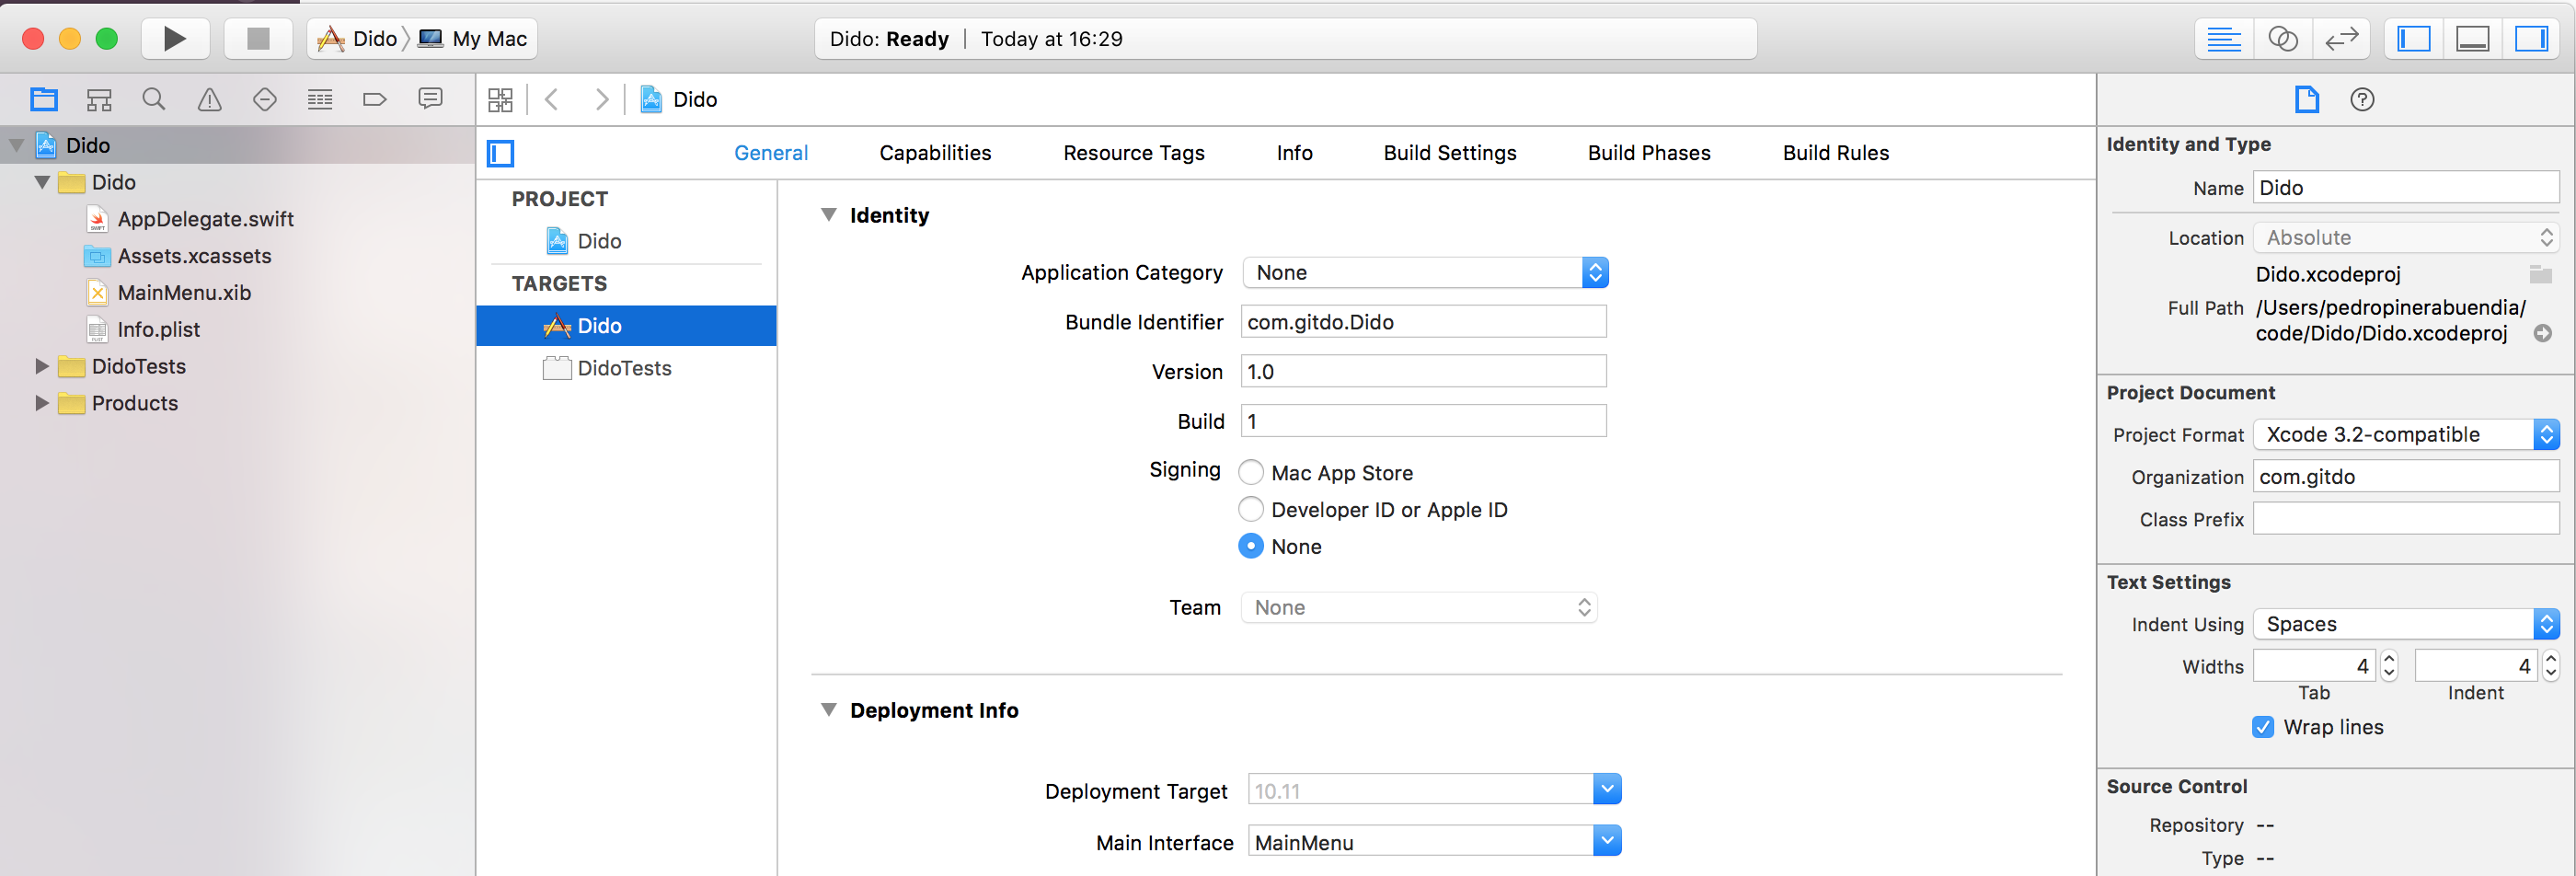 Dido My Mac
Dido: Ready | Today at 16:29
Dido
Dido
Dido
AppDelegate.swift
Assets.xcassets
MainMenu.xib
Info.plist
DidoTests
Products
General Capabilities Resource Tags Info Build Settings Build Phases Build Rules
PROJECT
Dido
TARGETS
Dido
DidoTests
Identity
Application Category None
Bundle Identifier com.gitdo.Dido
Version 1.0
Build 1
Signing Mac App Store
Developer ID or Apple ID
None
Team None
Deployment Info
Deployment Target 10.11
Main Interface MainMenu
Identity and Type
Name Dido
Location Absolute
Dido.xcodeproj
Full Path /Users/pedropinerabuendia/
code/Dido/Dido.xcodeproj
Project Document
Project Format Xcode 3.2-compatible
Organization com.gitdo
Class Prefix
Text Settings
Indent Using Spaces
Widths 4 4
Tab Indent
Wrap lines
Source Control
Repository --
Type --